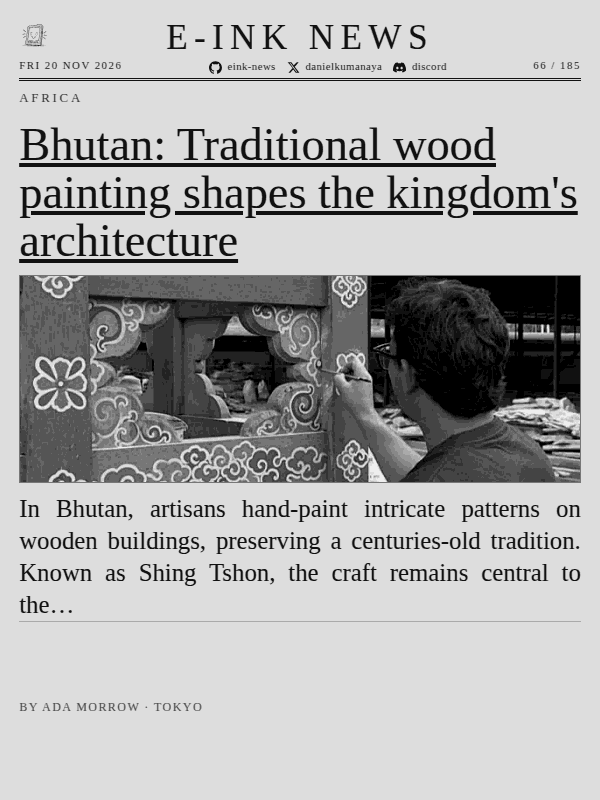 E-INK NEWS
FRI 20 NOV 2026
eink-news danielkumanaya discord
66 / 185
AFRICA
Bhutan: Traditional wood
painting shapes the kingdom's
architecture
In Bhutan, artisans hand-paint intricate patterns on
wooden buildings, preserving a centuries-old tradition.
Known as Shing Tshon, the craft remains central to
the…
BY ADA MORROW · TOKYO